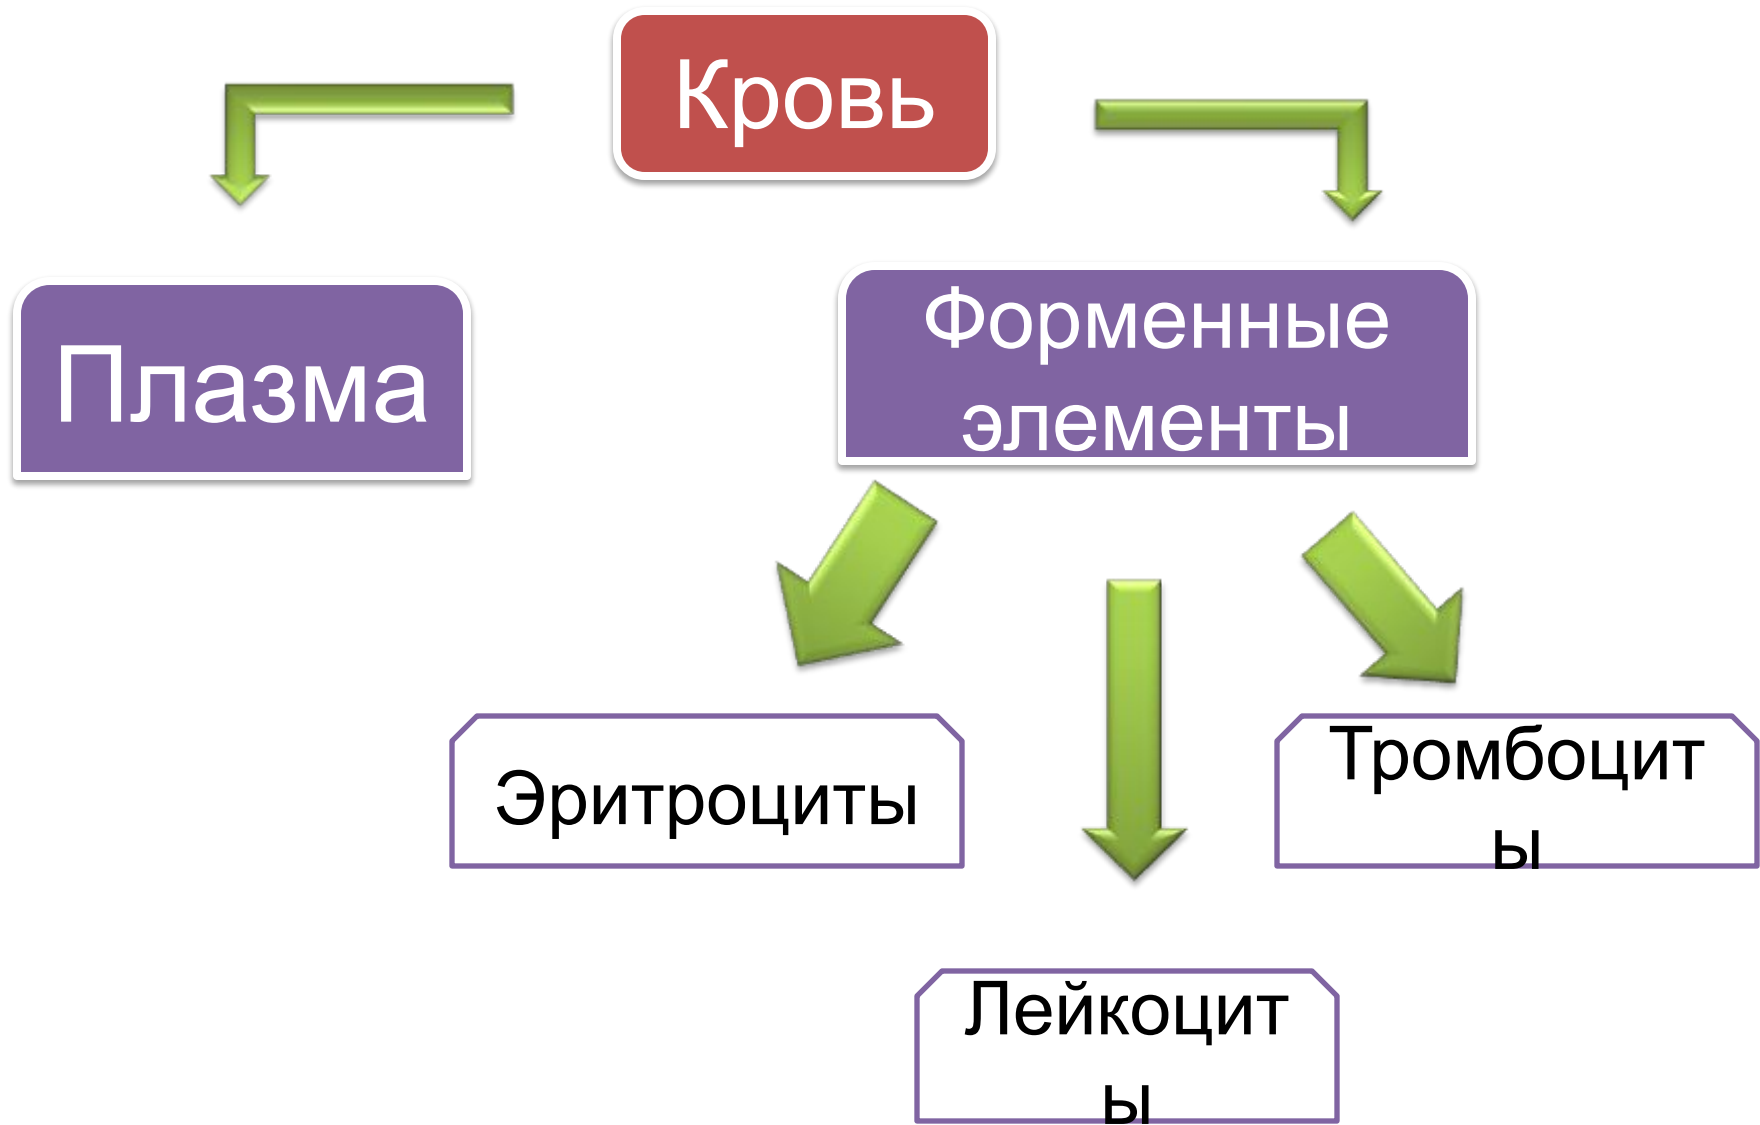 Кровь
Плазма
Форменные
элементы
Эритроциты
Тромбоцит
ы
Лейкоцит
ы